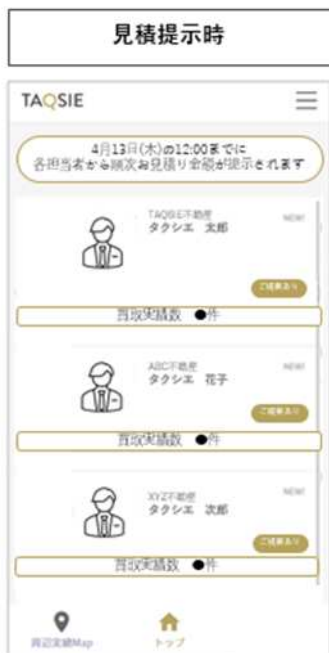 見積提示時
TAQSIE
4月13日(木)の12:00までに
各担当者から順次お見積り金額が提示されます
TAQSIE不動産
NEW!
タクシエ 太郎
ご提案あり
買取実績数 ●件
ABC不動産
NEW!
タクシエ 花子
ご提案あり
買取実績数 ●件
XYZ不動産
NEW!
タクシエ 次郎
ご提案あり
買取実績数 ●件
周辺実績Map
トップ